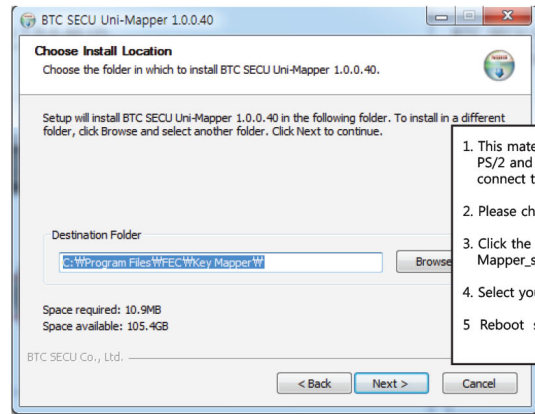 BTC SECU Uni-Mapper 1.0.0.40
Choose Install Location
Choose the folder in which to install BTC SECU Uni-Mapper 1.0.0.40.
Setup will install BTC SECU Uni-Mapper 1.0.0.40 in the following folder. To install in a different
folder, click Browse and select another folder. Click Next to continue.
Destination Folder
C:₩Program Files₩FEC₩Key Mapper₩
Browse
Space required: 10.9MB
Space available: 105.4GB
BTC SECU Co., Ltd.
< Back
Next >
Cancel
1. This mate
PS/2 and
connect t
2. Please ch
3. Click the
Mapper_s
4. Select you
5 Reboot s